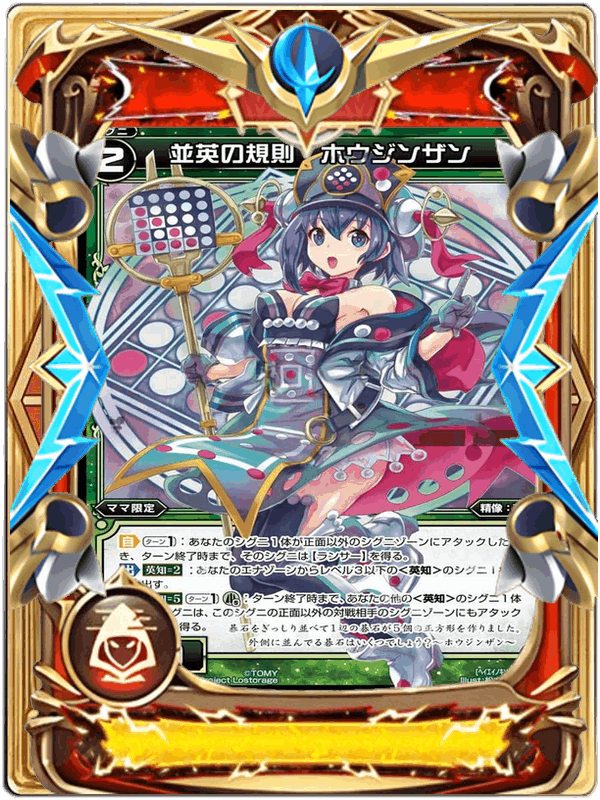 グニ
2
並英の規則 ホウジンザン
ママ限定
精像:
自 ターン1:あなたのシグニ1体が正面以外のシグニゾーンにアタックした
き、ターン終了時まで、そのシグニは【ランサー】を得る。
英知=2:あなたのエナゾーンからレベル3以下の<英知>のシグニ1
出す。
=5 ターン1:ターン終了時まで、あなたの他の<英知>のシグニ1体
グニは、このシグニの正面以外の対戦相手のシグニゾーンにもアタック
得る。
碁石をぎっしり並べて1辺の碁石が5個の正方形を作りました。
外側に並んでる碁石はいくつでしょう?～ホウジンザン～
©TOMY
roject Lostorage
Illust: